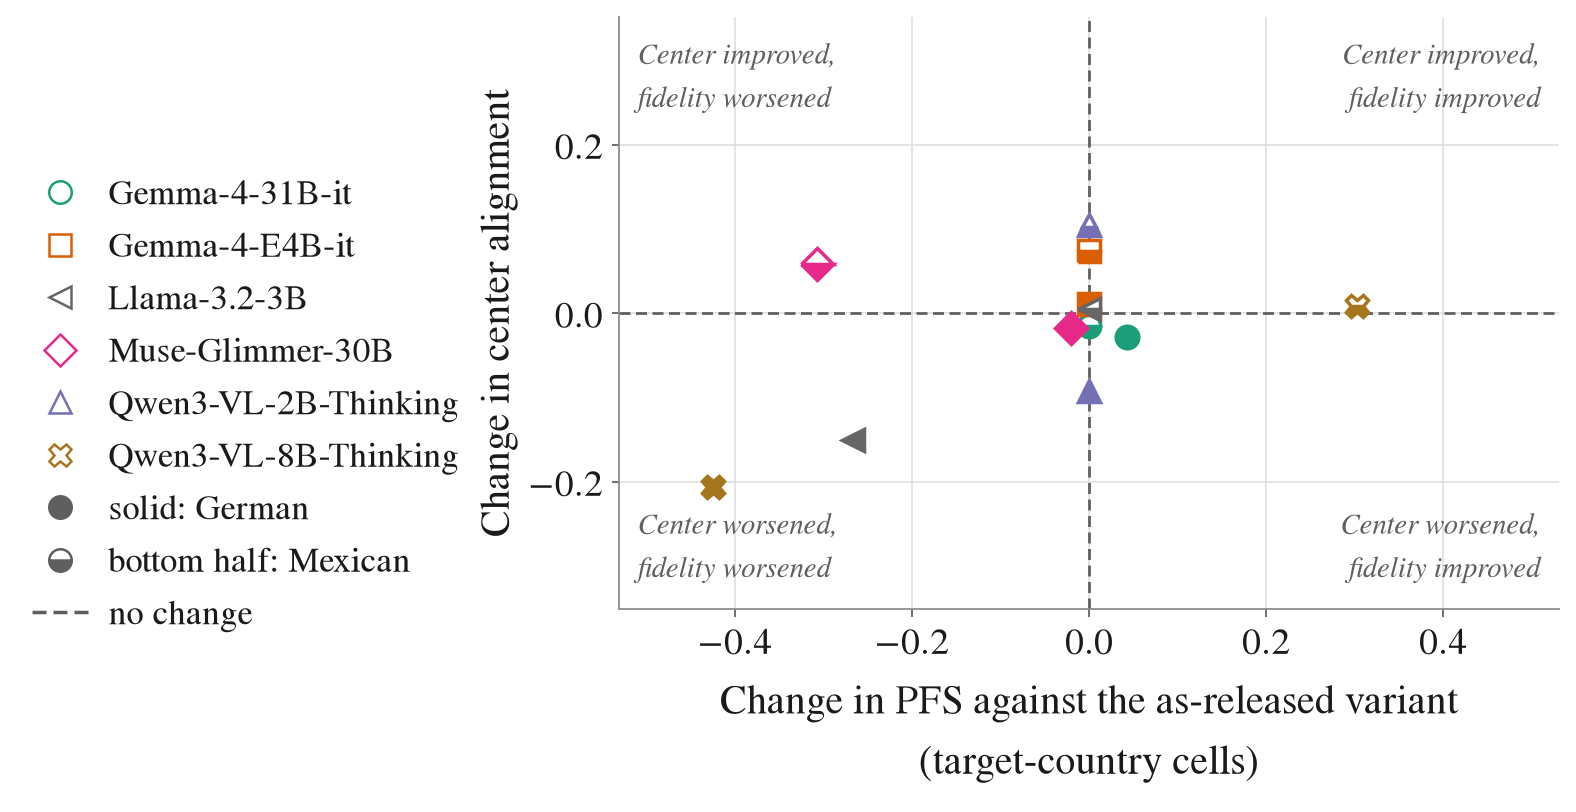 Gemma-4-31B-it
Gemma-4-E4B-it
Llama-3.2-3B
Muse-Glimmer-30B
Qwen3-VL-2B-Thinking
Qwen3-VL-8B-Thinking
solid: German
bottom half: Mexican
no change
Change in center alignment
0.2
0.0
−0.2
Center improved,
fidelity worsened
Center improved,
fidelity improved
Center worsened,
fidelity worsened
Center worsened,
fidelity improved
−0.4
−0.2
0.0
0.2
0.4
Change in PFS against the as-released variant
(target-country cells)